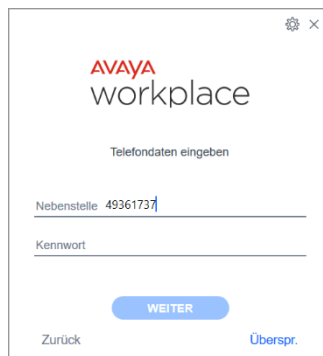 AVAYA
workplace
Telefondaten eingeben
Nebenstelle 49361737
Kennwort
WEITER
Zurück Überspr.